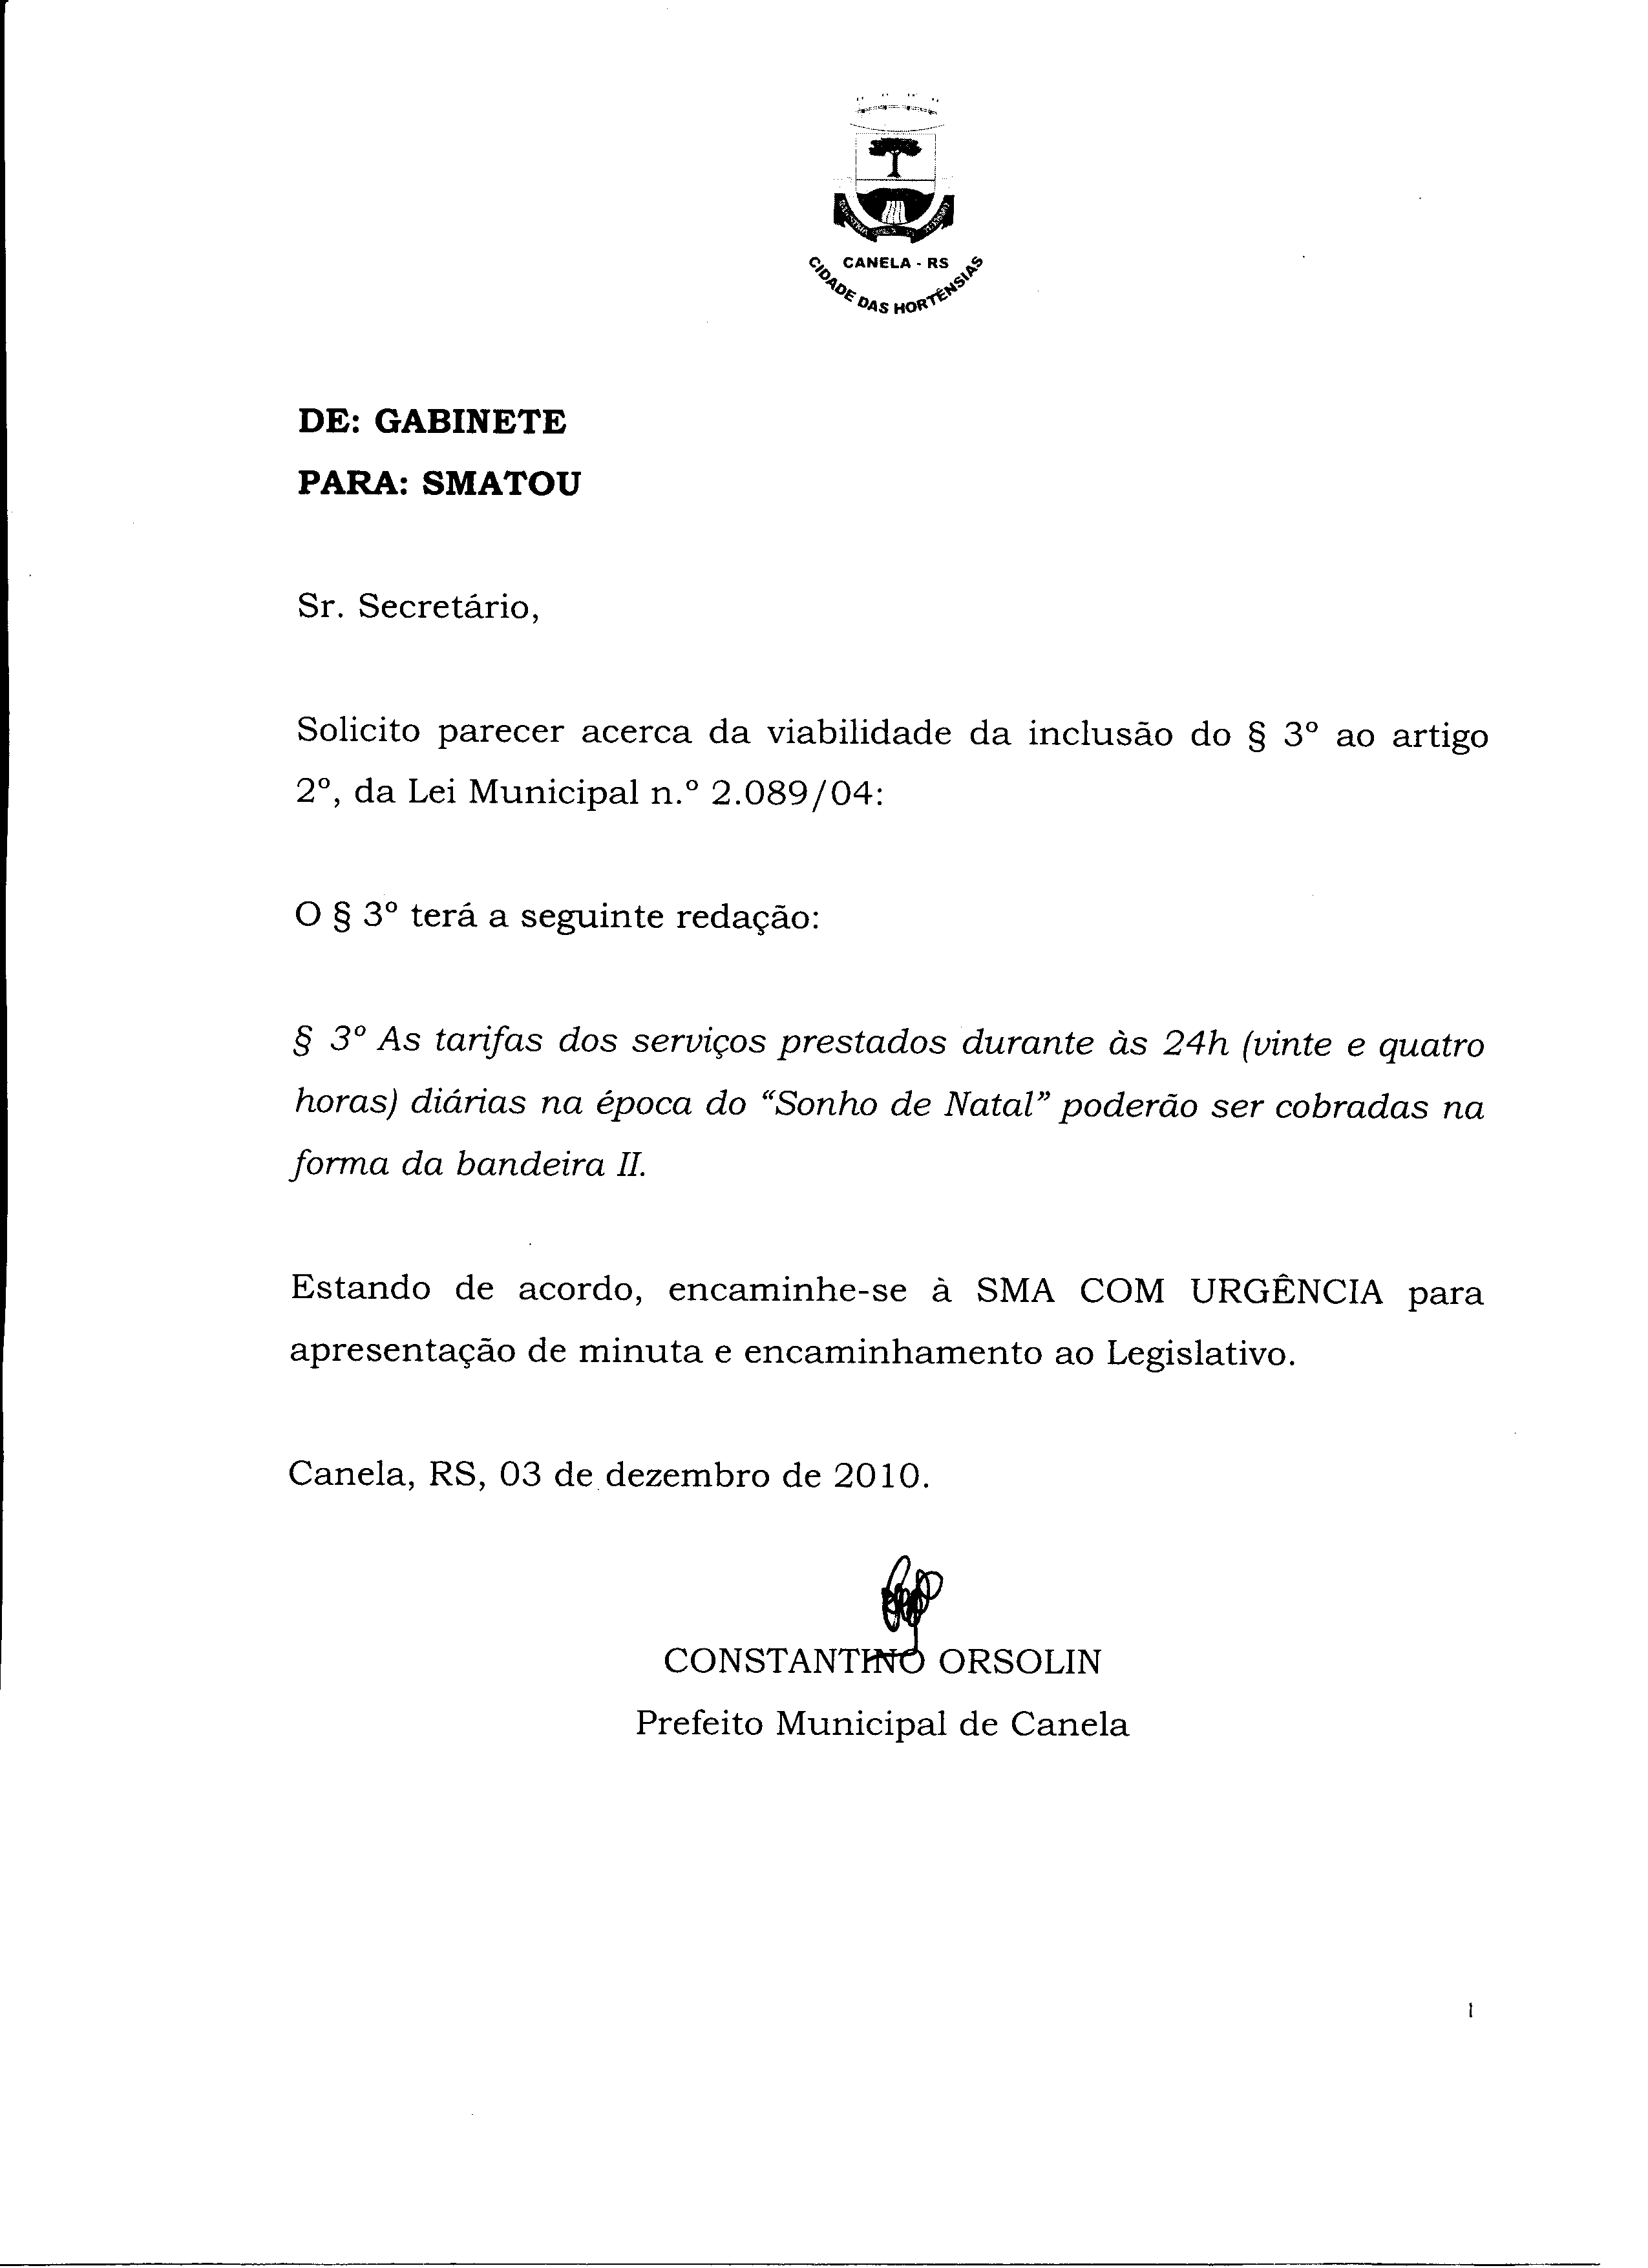 CANELA - RS
CIDADE DAS HORTÊNSIAS
DE: GABINETE
PARA: SMATOU
Sr. Secretário,
Solicito parecer acerca da viabilidade da inclusão do § 3º ao artigo
2º, da Lei Municipal n.º 2.089/04:
O § 3º terá a seguinte redação:
§ 3º As tarifas dos serviços prestados durante às 24h (vinte e quatro
horas) diárias na época do “Sonho de Natal” poderão ser cobradas na
forma da bandeira II.
Estando de acordo, encaminhe-se à SMA COM URGÊNCIA para
apresentação de minuta e encaminhamento ao Legislativo.
Canela, RS, 03 de dezembro de 2010.
CONSTANTINO ORSOLIN
Prefeito Municipal de Canela